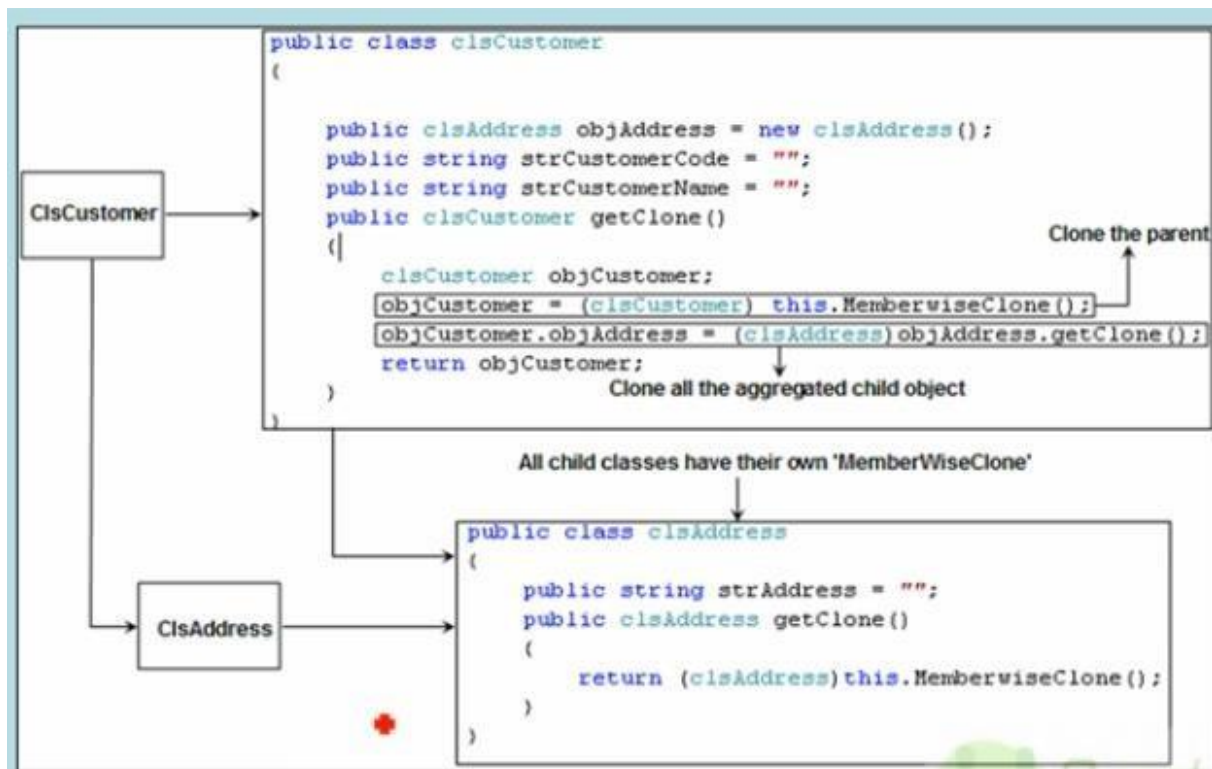 public class clsCustomer
{
public clsAddress objAddress = new clsAddress();
public string strCustomerCode = "";
public string strCustomerName = "";
public clsCustomer getClone()
{
clsCustomer objCustomer;
objCustomer = (clsCustomer) this.MemberwiseClone();
objCustomer.objAddress = (clsAddress)objAddress.getClone();
return objCustomer;
}
}
ClsCustomer
Clone the parent
Clone all the aggregated child object
All child classes have their own 'MemberWiseClone'
public class clsAddress
{
public string strAddress = "";
public clsAddress getClone()
{
return (clsAddress)this.MemberwiseClone();
}
}
ClsAddress